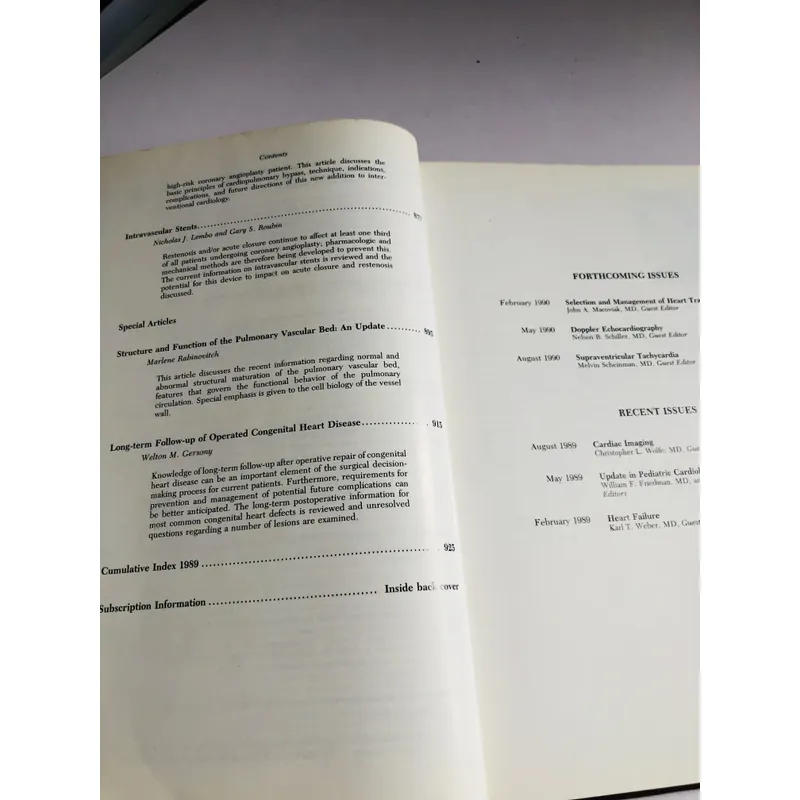 Contents
high-risk coronary angioplasty patient. This article discusses the
basic principles of cardiopulmonary bypass, technique, indications,
complications, and future directions of this new addition to inter-
ventional cardiology.
Intravascular Stents.......................................................... 877
Nicholas J. Lembo and Gary S. Roubin
Restenosis and/or acute closure continue to affect at least one third
of all patients undergoing coronary angioplasty; pharmacologic and
mechanical methods are therefore being developed to prevent this.
The current information on intravascular stents is reviewed and the
potential for this device to impact on acute closure and restenosis
discussed.
Special Articles
Structure and Function of the Pulmonary Vascular Bed: An Update.......... 895
Marlene Rabinovitch
This article discusses the recent information regarding normal and
abnormal structural maturation of the pulmonary vascular bed,
features that govern the functional behavior of the pulmonary
circulation. Special emphasis is given to the cell biology of the vessel
wall.
Long-term Follow-up of Operated Congenital Heart Disease................ 915
Welton M. Gersony
Knowledge of long-term follow-up after operative repair of congenital
heart disease can be an important element of the surgical decision-
making process for current patients. Furthermore, requirements for
prevention and management of potential future complications can
be better anticipated. The long-term postoperative information for
most common congenital heart defects is reviewed and unresolved
questions regarding a number of lesions are examined.
Cumulative Index 1989.................................................. 925
Subscription Information.................................... Inside back cover
FORTHCOMING ISSUES
February 1990 Selection and Management of Heart Tra
John A. Macoviak, MD, Guest Editor
May 1990 Doppler Echocardiography
Nelson B. Schiller, MD, Guest Editor
August 1990 Supraventricular Tachycardia
Melvin Scheinman, MD, Guest Editor
RECENT ISSUES
August 1989 Cardiac Imaging
Christopher L. Wolfe, MD, Gue
May 1989 Update in Pediatric Cardiol
William F. Friedman, MD, an
Editors
February 1989 Heart Failure
Karl T. Weber, MD, Guest